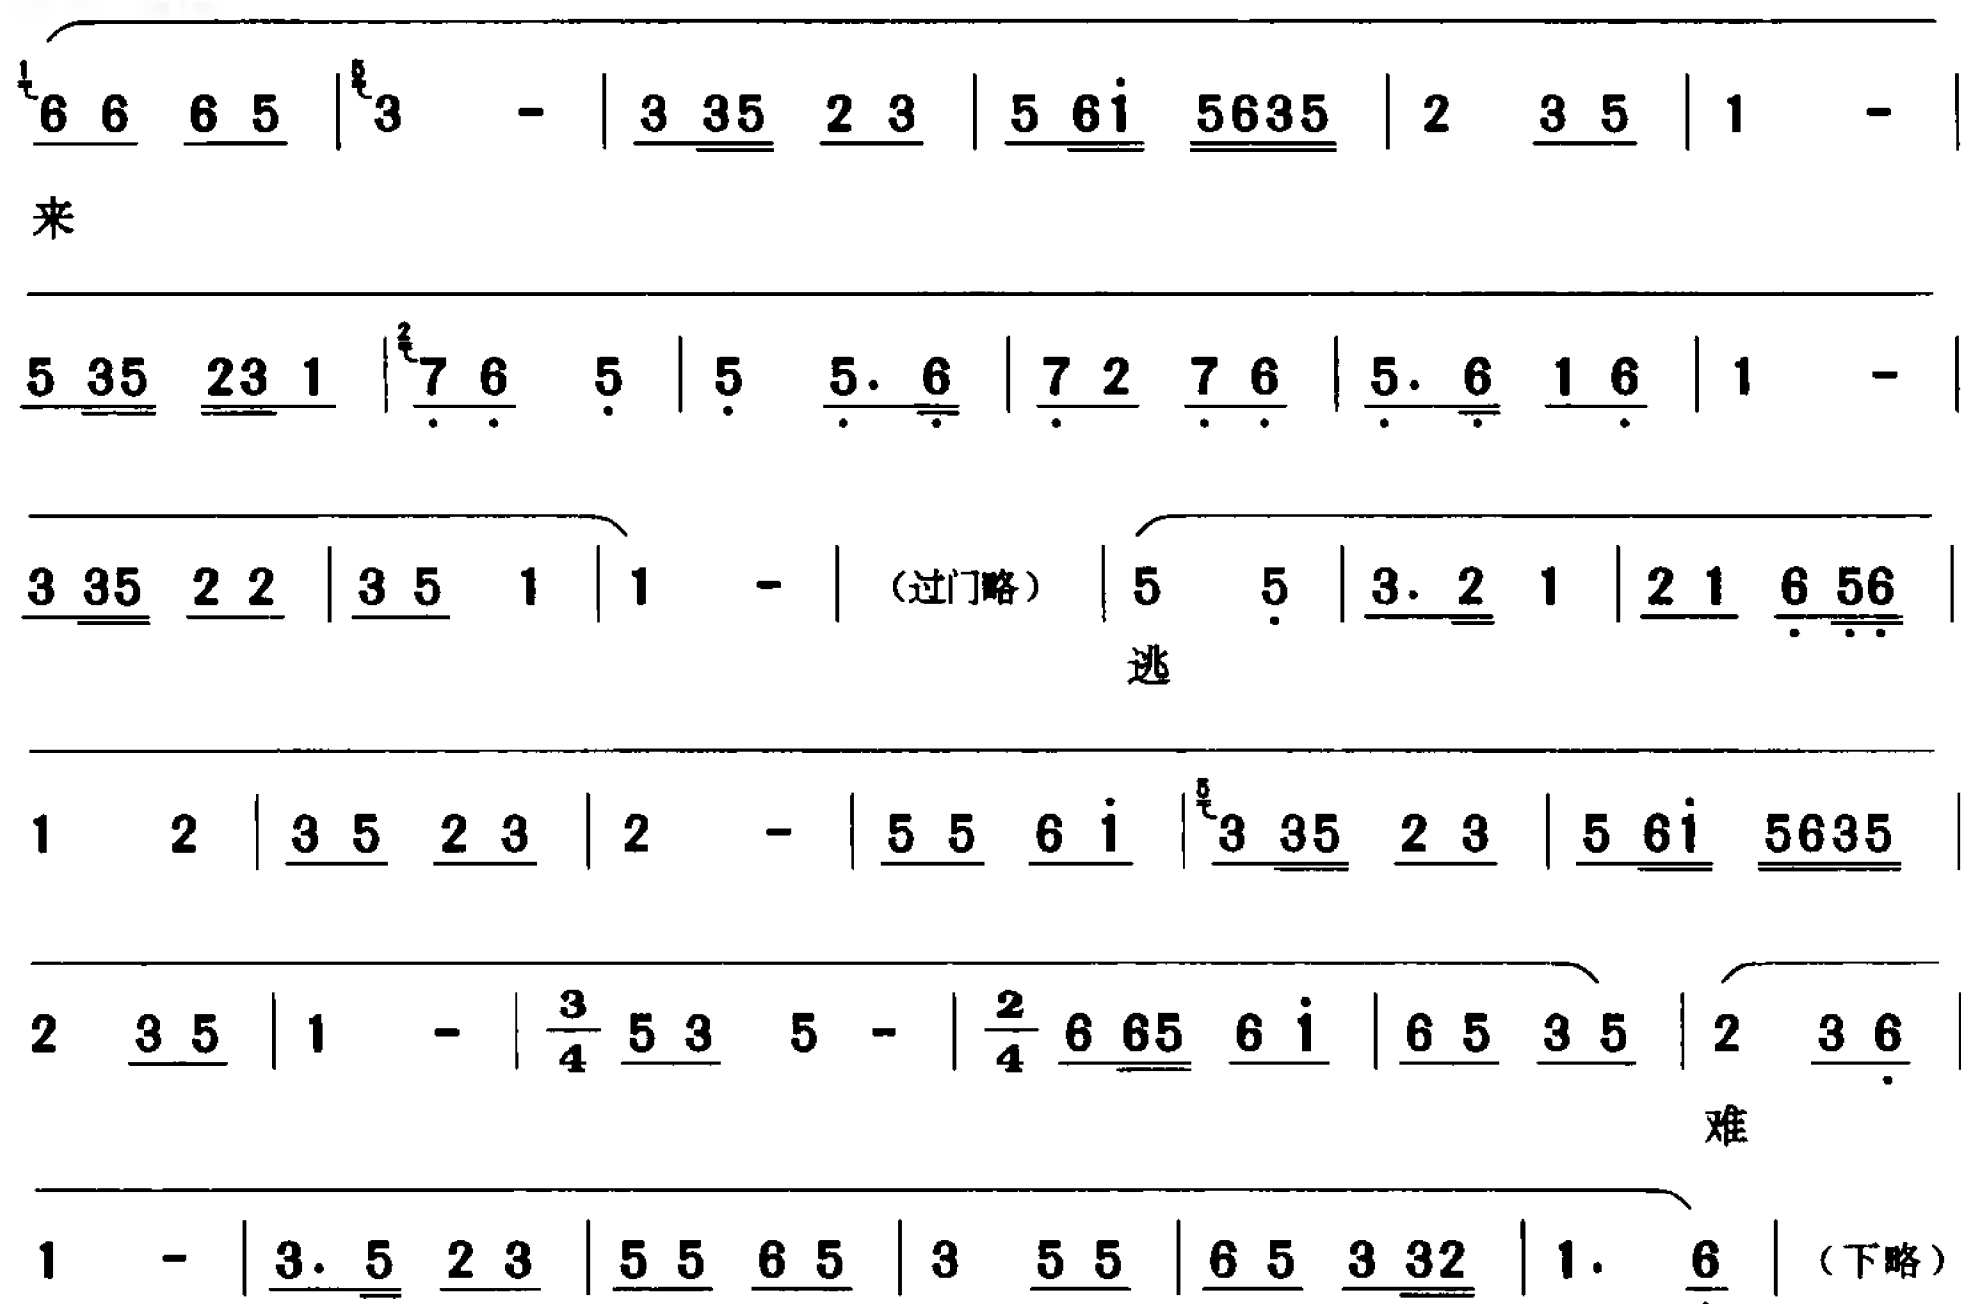 1 6 6 6 5 | 5 3 - | 3 35 2 3 | 5 6i 5635 | 2 3 5 | 1 - |
来
5 35 23 1 | 2 7 6 5 | 5 5. 6 | 7 2 7 6 | 5. 6 1 6 | 1 - |
3 35 2 2 | 3 5 1 | 1 - | （过门略） | 5 5 | 3. 2 1 | 2 1 6 56 |
逃
1 2 | 3 5 2 3 | 2 - | 5 5 6 i | 5 3 35 2 3 | 5 6i 5635 |
2 3 5 | 1 - | 3/4 5 3 5 - | 2/4 6 65 6 i | 6 5 3 5 | 2 3 6 |
难
1 - | 3. 5 2 3 | 5 5 6 5 | 3 5 5 | 6 5 3 32 | 1. 6 | （下略）